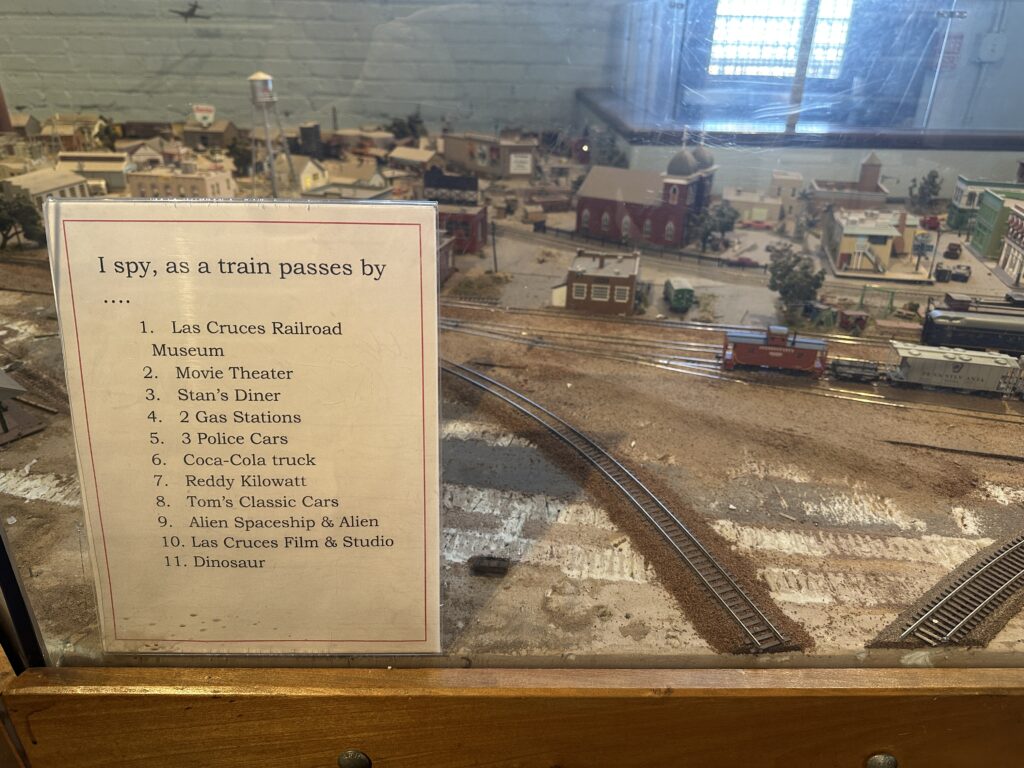 I spy, as a train passes by
....
1. Las Cruces Railroad
Museum
2. Movie Theater
3. Stan's Diner
4. 2 Gas Stations
5. 3 Police Cars
6. Coca-Cola truck
7. Reddy Kilowatt
8. Tom's Classic Cars
9. Alien Spaceship & Alien
10. Las Cruces Film & Studio
11. Dinosaur